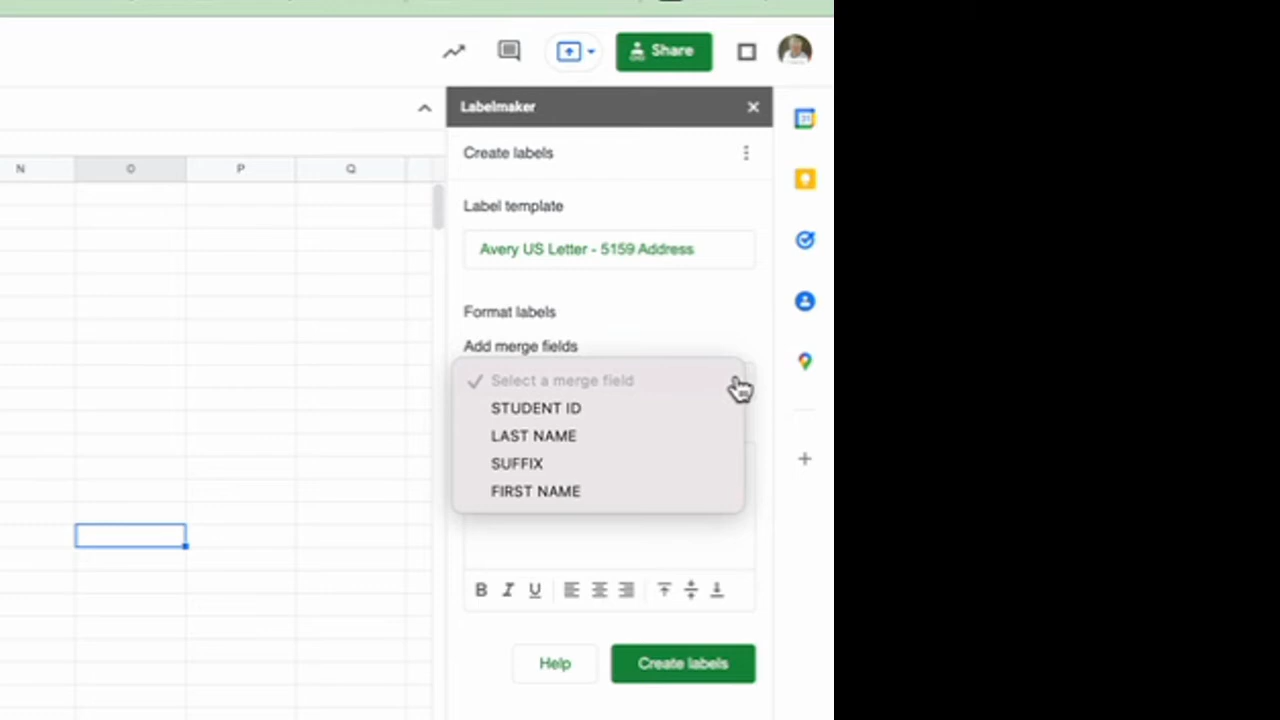 Share
Labelmaker
N O P Q
Create labels
Label template
Avery US Letter - 5159 Address
Format labels
Add merge fields
Select a merge field
STUDENT ID
LAST NAME
SUFFIX
FIRST NAME
B I U
Help Create labels